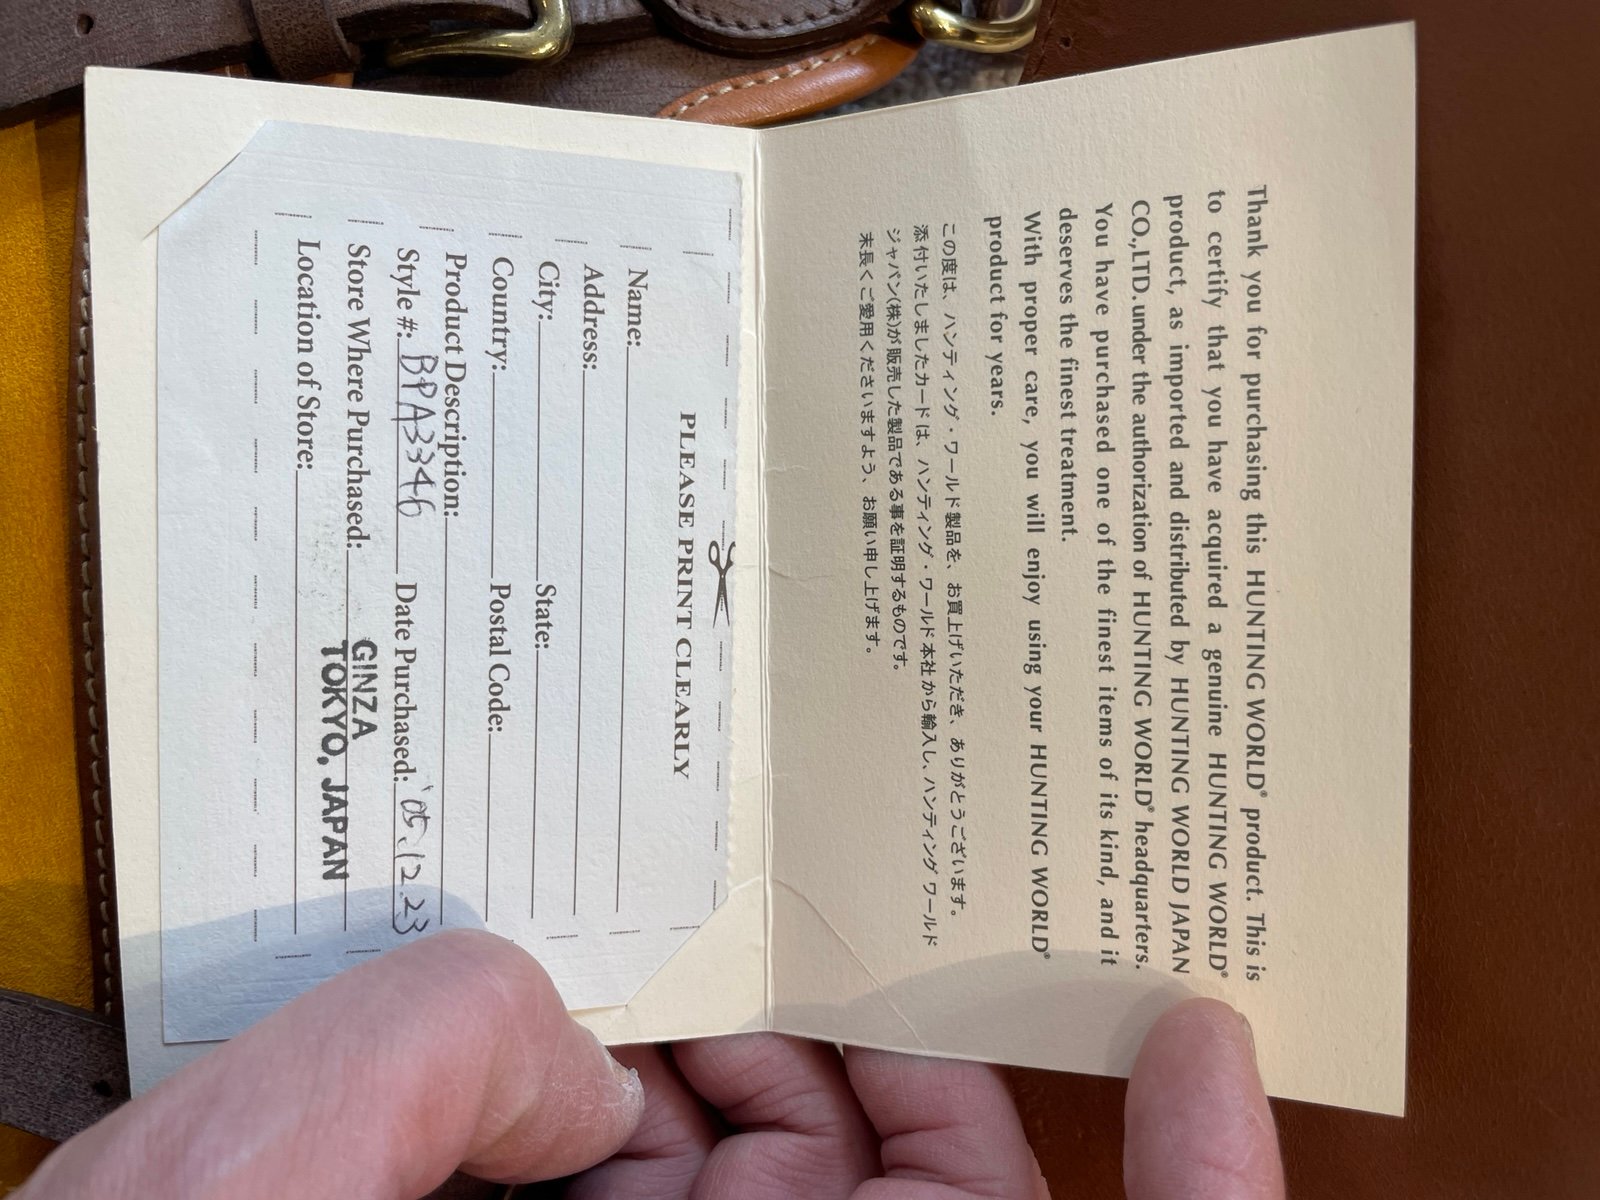 Thank you for purchasing this HUNTING WORLD® product. This is
to certify that you have acquired a genuine HUNTING WORLD®
product, as imported and distributed by HUNTING WORLD JAPAN
CO.,LTD. under the authorization of HUNTING WORLD® headquarters.
You have purchased one of the finest items of its kind, and it
deserves the finest treatment.
With proper care, you will enjoy using your HUNTING WORLD®
product for years.
この度は、ハンティング・ワールド製品を、お買上げいただき、ありがとうございます。
添付いたしましたカードは、ハンティング・ワールド本社から輸入し、ハンティング ワールド
ジャパン(株)が販売した製品である事を証明するものです。
末長くご愛用くださいますよう、お願い申し上げます。
PLEASE PRINT CLEARLY
Name:
Address:
City: State:
Country: Postal Code:
Product Description:
Style #: BPA3346 Date Purchased: '05.12.23
Store Where Purchased: GINZA
Location of Store: TOKYO, JAPAN